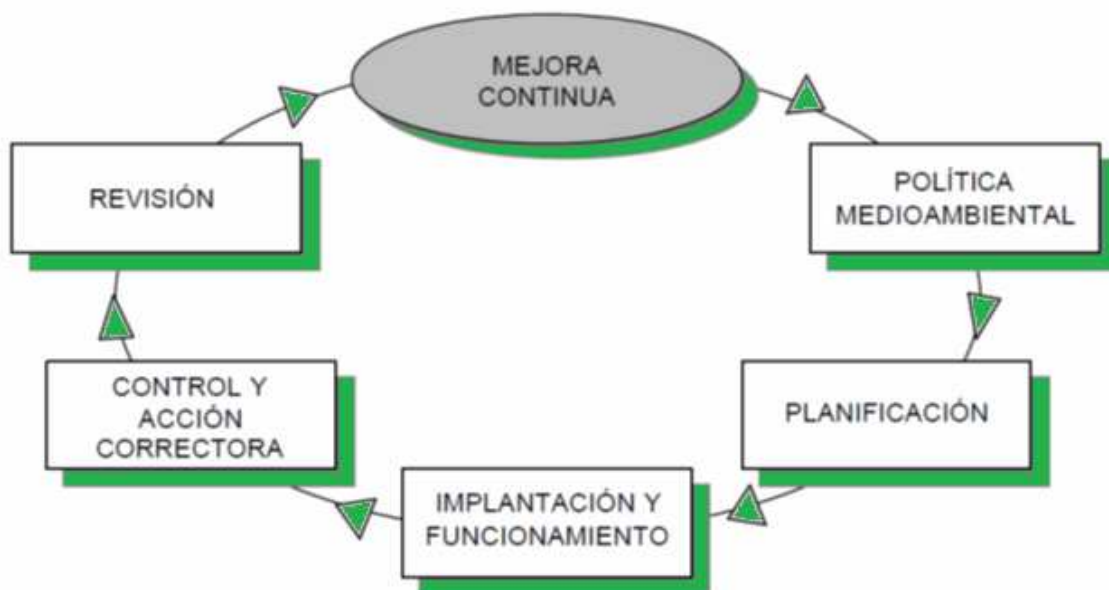 MEJORA
CONTINUA
POLÍTICA
MEDIOAMBIENTAL
PLANIFICACIÓN
IMPLANTACIÓN Y
FUNCIONAMIENTO
CONTROL Y
ACCIÓN
CORRECTORA
REVISIÓN